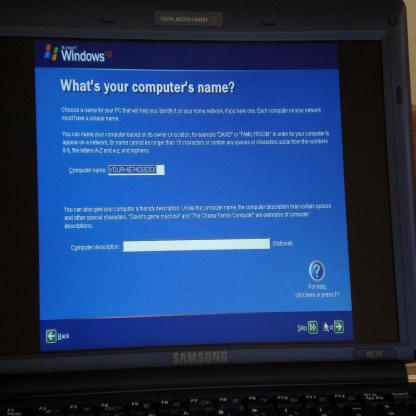 DIGITAL MOTION CAMERA
Microsoft
Windows xp
What's your computer's name?
Choose a name for your PC that will help you identify it on your home network, if you have one. Each computer on your network
must have a unique name.
You can name your computer based on its owner or location, for example "DAVID" or "FAMILYROOM". In order for your computer to
appear on a network, its name cannot be longer than 15 characters or contain any spaces or characters aside from the numbers
0-9, the letters A-Z and a-z, and hyphens.
Computer name:
You can also give your computer a friendly description. Unlike the computer name, the computer description may contain spaces
and other special characters. "David's game machine" and "The Chavez Family Computer" are examples of computer
descriptions.
Computer description: (Optional)
?
For help,
click here or press F1.
Back
Skip
SAMSUNG
NC10